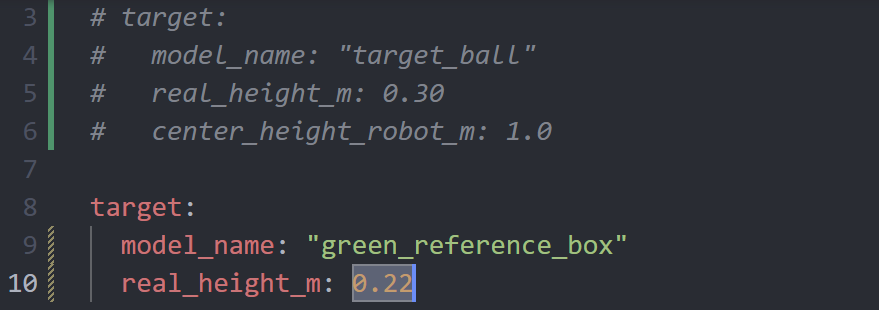 3 # target:
4 #   model_name: "target_ball"
5 #   real_height_m: 0.30
6 #   center_height_robot_m: 1.0
7
8 target:
9   model_name: "green_reference_box"
10   real_height_m: 0.22